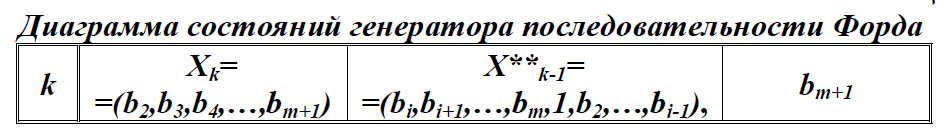 Диаграмма состояний генератора последовательности Форда
k
Xk=
=(b2,b3,b4,…,bm+1)
X**k-1=
=(bi,bi+1,…,bm,1,b2,…,bi-1),
bm+1